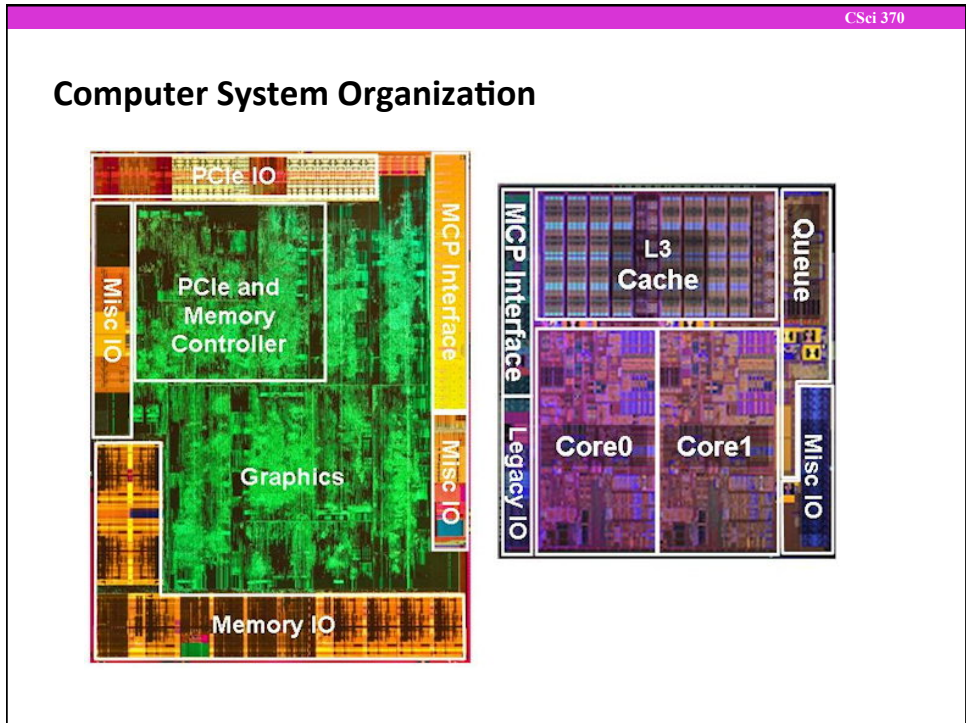 CSci 370
Computer System Organization
PCIe IO
MCP Interface
Misc IO
PCIe and
Memory
Controller
Graphics
Misc IO
Memory IO
MCP Interface
L3
Cache
Queue
Legacy IO
Core0
Core1
Misc IO